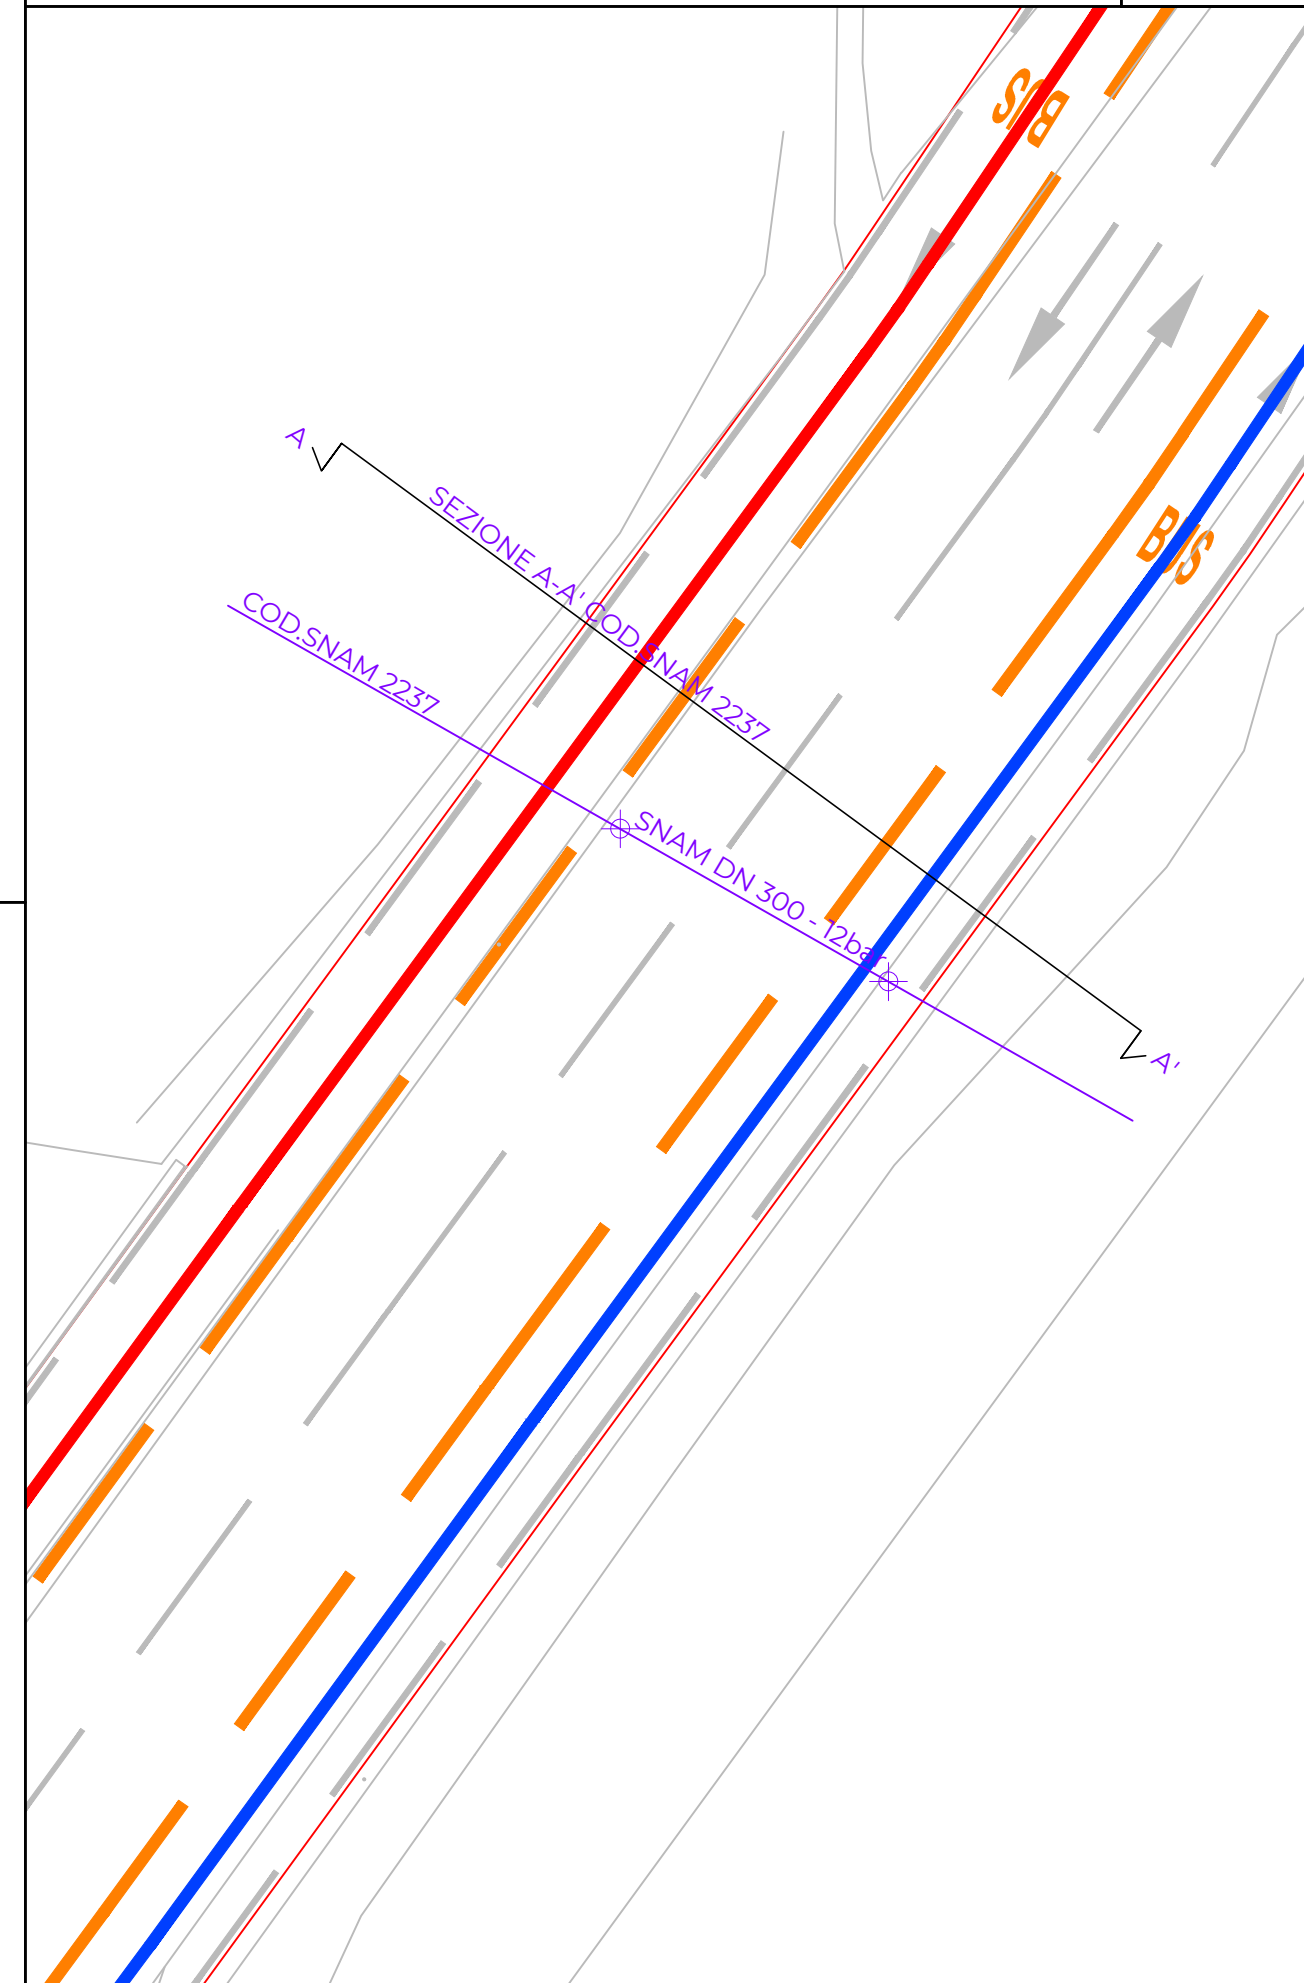 BUS
A
SEZIONE A-A' COD.SNAM 2237
BUS
COD.SNAM 2237
SNAM DN 300 - 12bar
A'